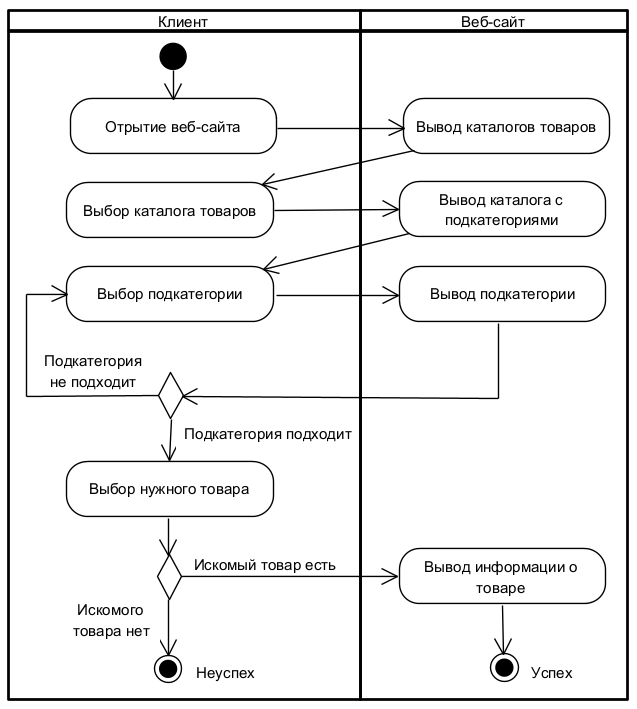 Клиент
Веб-сайт
Отрытие веб-сайта
Вывод каталогов товаров
Выбор каталога товаров
Вывод каталога с
подкатегориями
Выбор подкатегории
Вывод подкатегории
Подкатегория
не подходит
Подкатегория подходит
Выбор нужного товара
Искомый товар есть
Вывод информации о
товаре
Искомого
товара нет
Неуспех
Успех